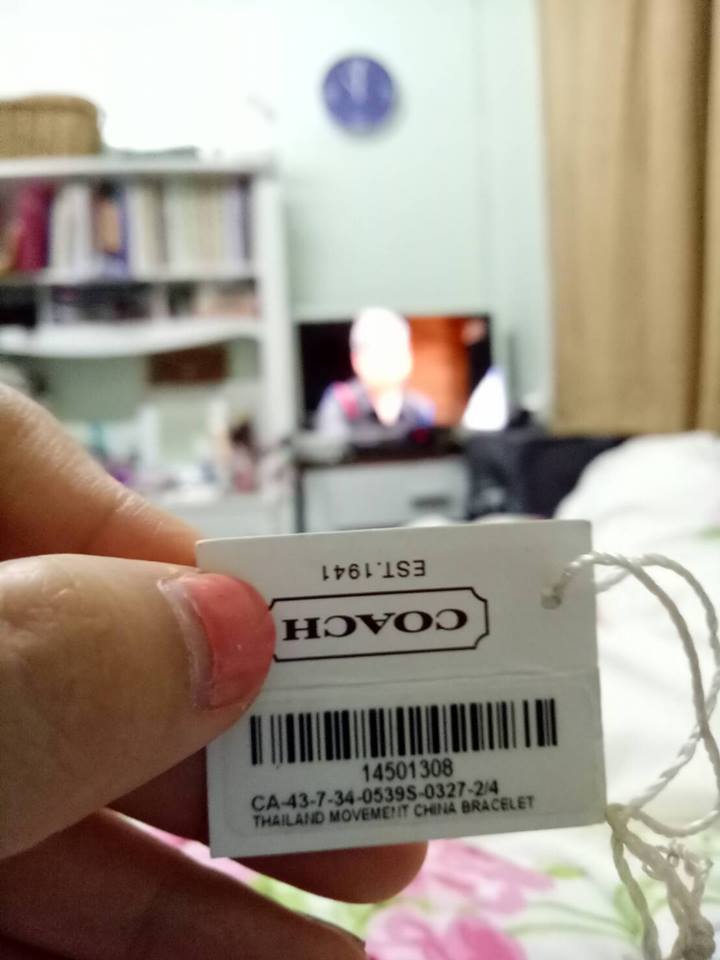 EST.1941
COACH
14501308
CA-43-7-34-0539S-0327-2/4
THAILAND MOVEMENT CHINA BRACELET